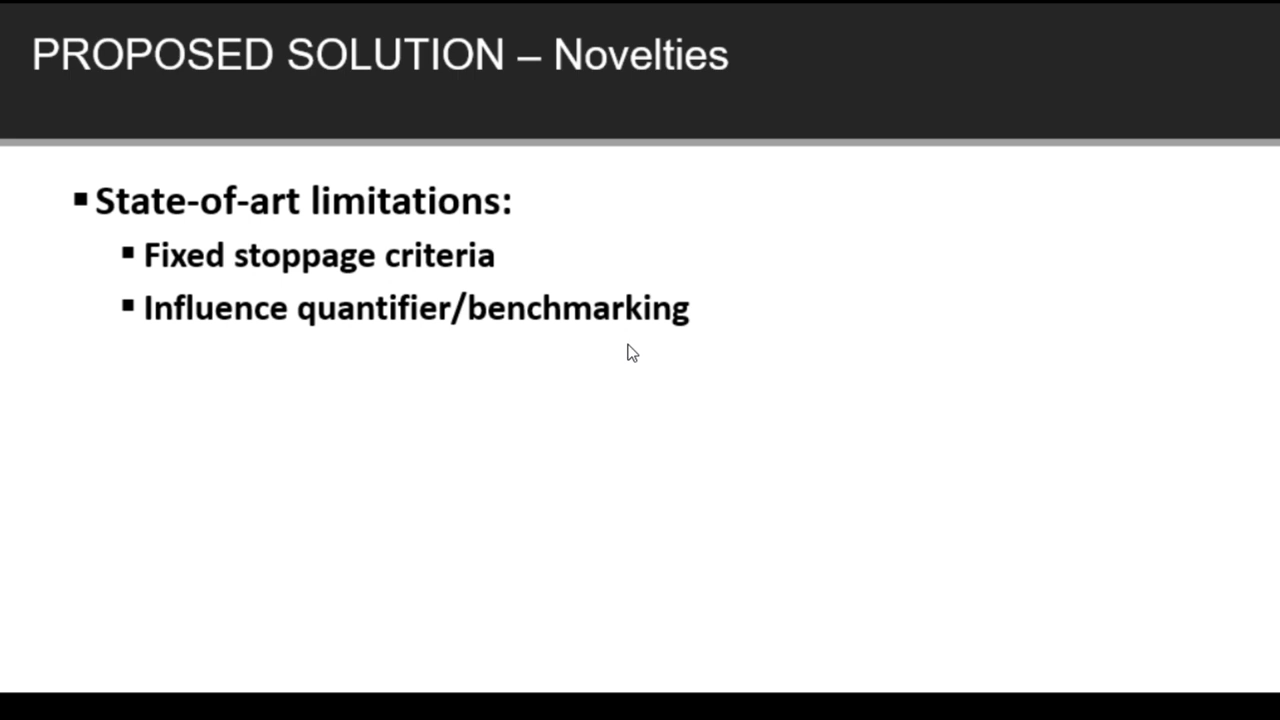 PROPOSED SOLUTION – Novelties
▪ State-of-art limitations:
▪ Fixed stoppage criteria
▪ Influence quantifier/benchmarking